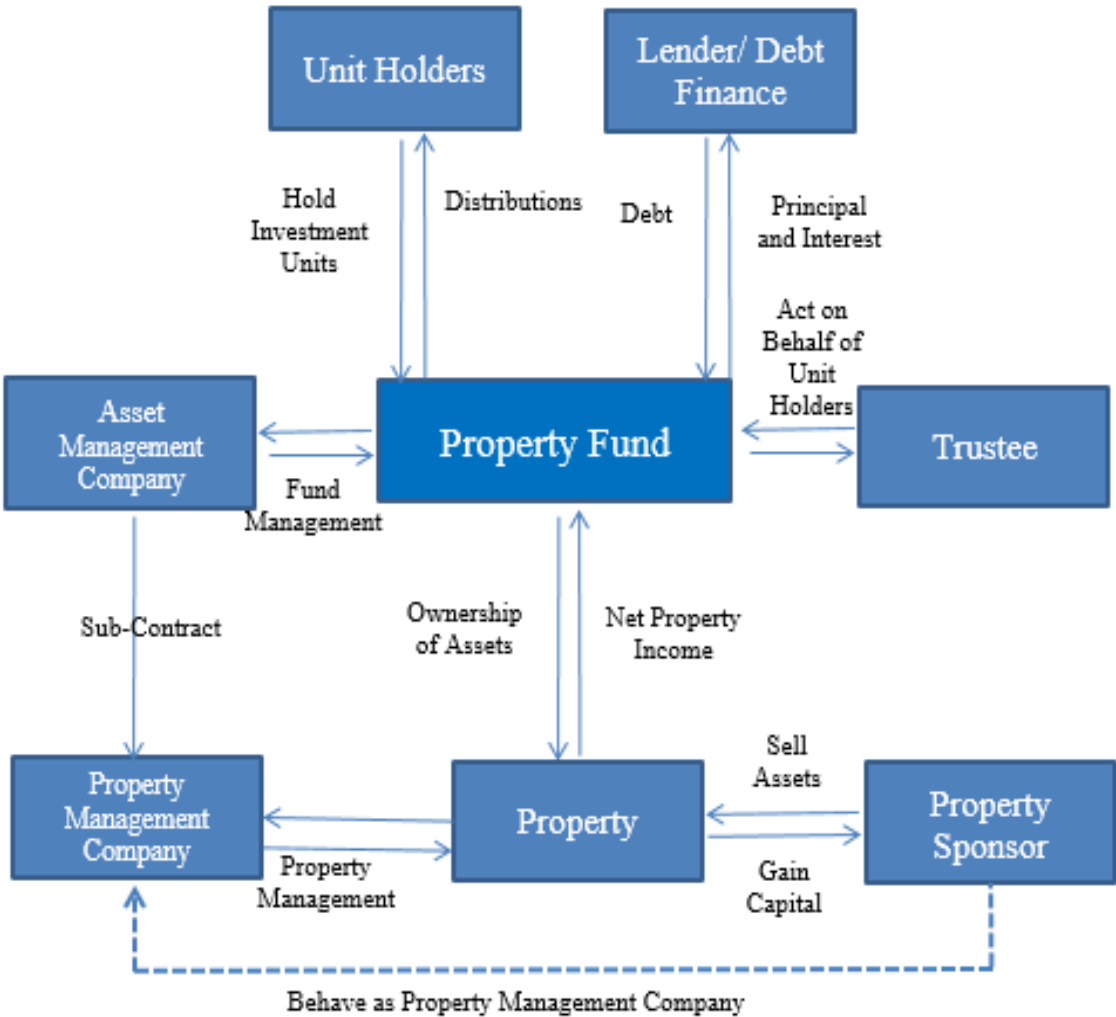 Unit Holders
Lender/ Debt
Finance
Hold
Investment
Units
Distributions
Debt
Principal
and Interest
Act on
Behalf of
Unit
Holders
Asset
Management
Company
Property Fund
Trustee
Fund
Management
Sub-Contract
Ownership
of Assets
Net Property
Income
Property
Management
Company
Property
Management
Property
Sell
Assets
Gain
Capital
Property
Sponsor
Behave as Property Management Company